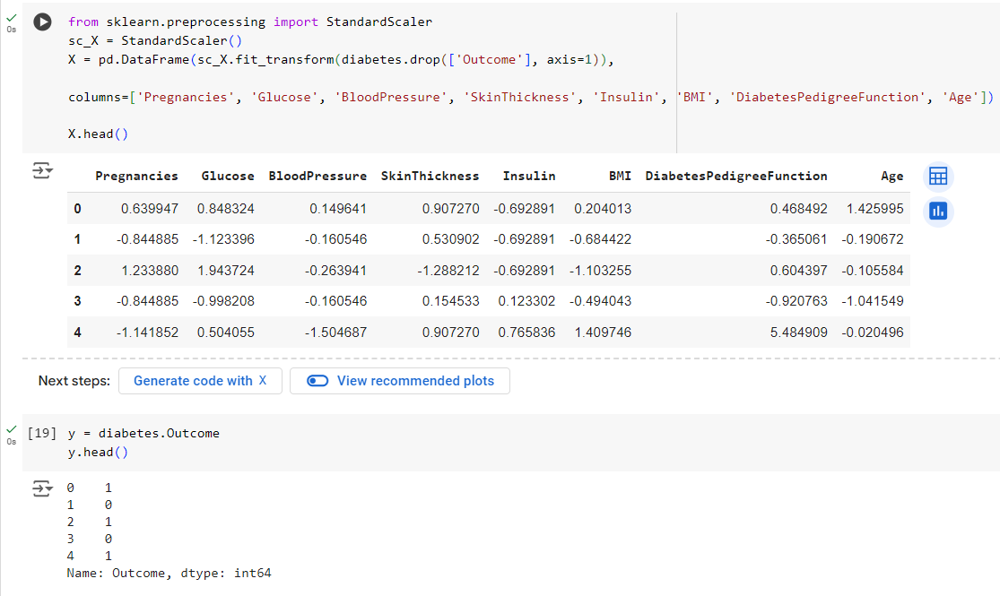 from sklearn.preprocessing import StandardScaler
0s
sc_X = StandardScaler()
X = pd.DataFrame(sc_X.fit_transform(diabetes.drop(['Outcome'], axis=1)),
columns=['Pregnancies', 'Glucose', 'BloodPressure', 'SkinThickness', 'Insulin', 'BMI', 'DiabetesPedigreeFunction', 'Age'])
X.head()
Pregnancies Glucose BloodPressure SkinThickness Insulin BMI DiabetesPedigreeFunction Age
0 0.639947 0.848324 0.149641 0.907270 -0.692891 0.204013 0.468492 1.425995
1 -0.844885 -1.123396 -0.160546 0.530902 -0.692891 -0.684422 -0.365061 -0.190672
2 1.233880 1.943724 -0.263941 -1.288212 -0.692891 -1.103255 0.604397 -0.105584
3 -0.844885 -0.998208 -0.160546 0.154533 0.123302 -0.494043 -0.920763 -1.041549
4 -1.141852 0.504055 -1.504687 0.907270 0.765836 1.409746 5.484909 -0.020496
Next steps: Generate code with X View recommended plots
[19] y = diabetes.Outcome
0s
y.head()
0 1
1 0
2 1
3 0
4 1
Name: Outcome, dtype: int64